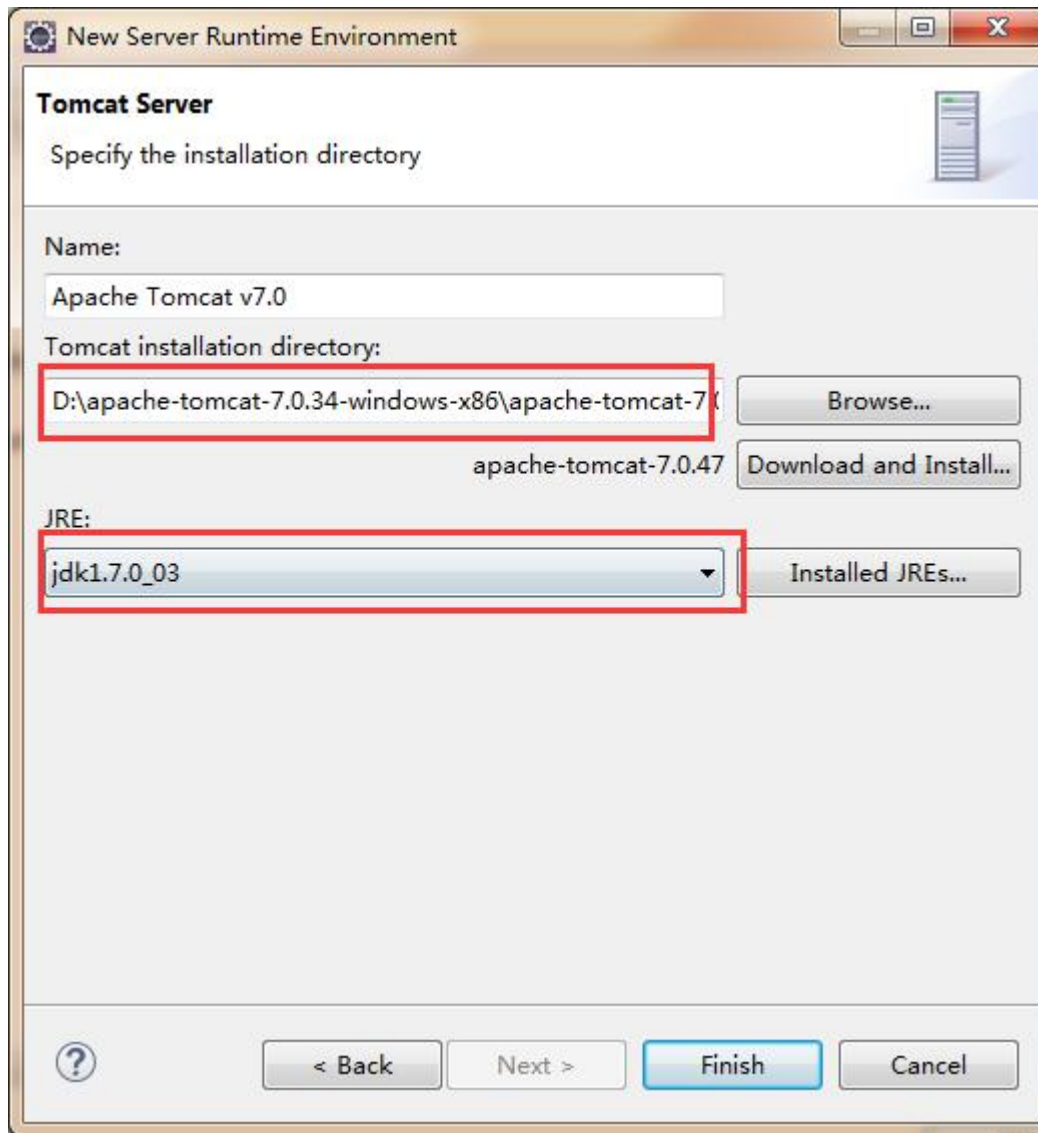 New Server Runtime Environment
Tomcat Server
Specify the installation directory
Name:
Apache Tomcat v7.0
Tomcat installation directory:
D:\apache-tomcat-7.0.34-windows-x86\apache-tomcat-7.0
Browse...
apache-tomcat-7.0.47
Download and Install...
JRE:
jdk1.7.0_03
Installed JREs...
?
< Back
Next >
Finish
Cancel